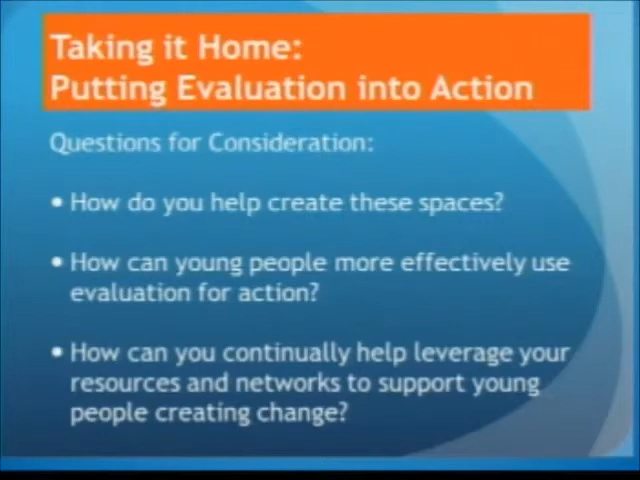 Taking it Home:
Putting Evaluation into Action
Questions for Consideration:
• How do you help create these spaces?
• How can young people more effectively use
evaluation for action?
• How can you continually help leverage your
resources and networks to support young
people creating change?